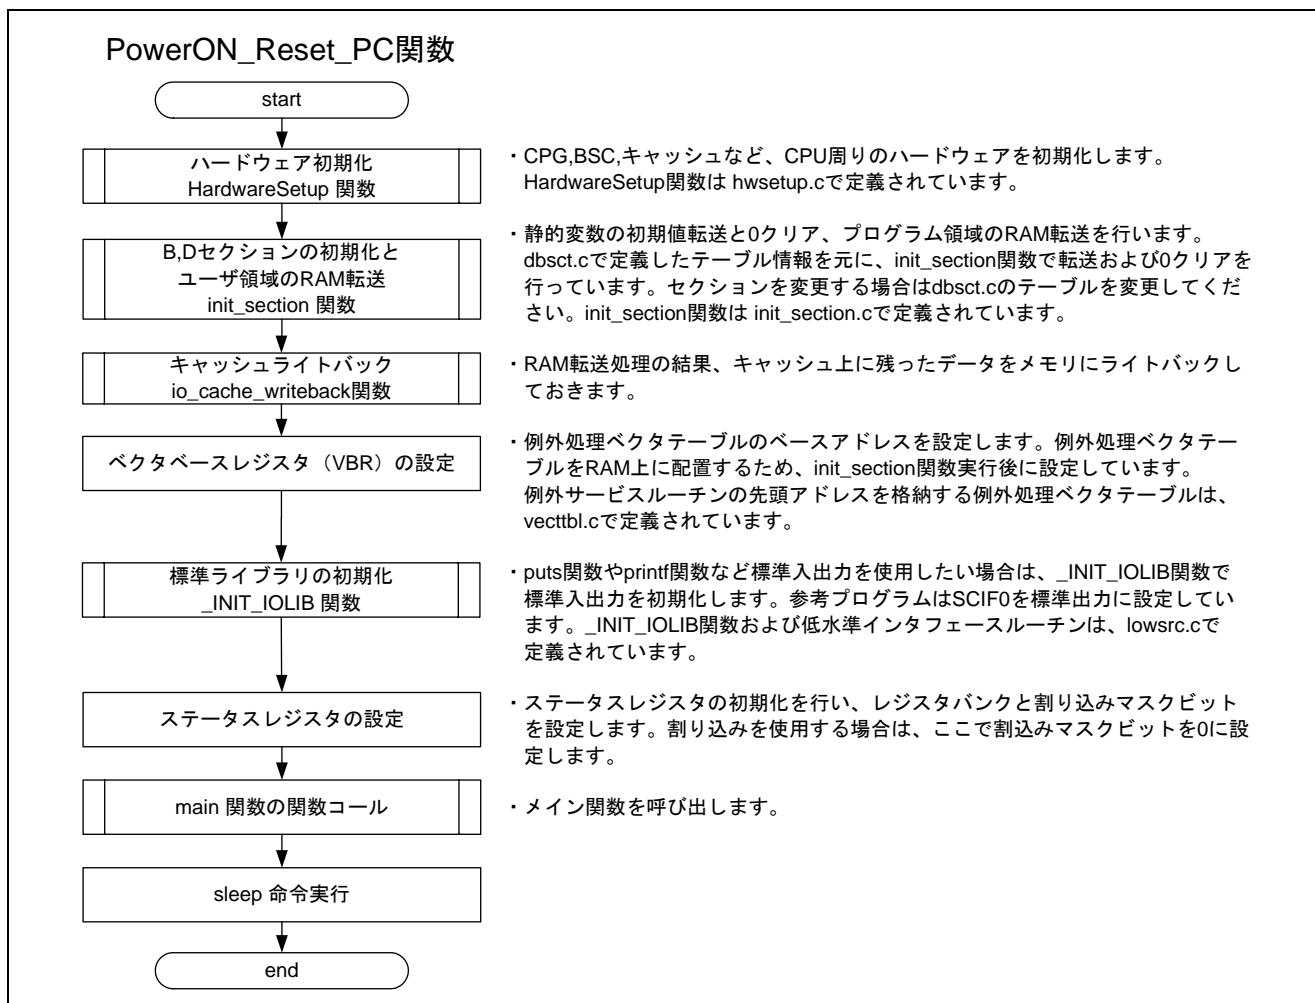 PowerON_Reset_PC関数
start
ハードウェア初期化
HardwareSetup 関数
・CPG,BSC,キャッシュなど、CPU周りのハードウェアを初期化します。
HardwareSetup関数は hwsetup.cで定義されています。
B,Dセクションの初期化と
ユーザ領域のRAM転送
init_section 関数
・静的変数の初期値転送と0クリア、プログラム領域のRAM転送を行います。
dbsct.cで定義したテーブル情報を元に、init_section関数で転送および0クリアを
行っています。セクションを変更する場合はdbsct.cのテーブルを変更してくだ
さい。init_section関数は init_section.cで定義されています。
キャッシュライトバック
io_cache_writeback関数
・RAM転送処理の結果、キャッシュ上に残ったデータをメモリにライトバックし
ておきます。
ベクタベースレジスタ（VBR）の設定
・例外処理ベクタテーブルのベースアドレスを設定します。例外処理ベクタテー
ブルをRAM上に配置するため、init_section関数実行後に設定しています。
例外サービスルーチンの先頭アドレスを格納する例外処理ベクタテーブルは、
vecttbl.cで定義されています。
標準ライブラリの初期化
_INIT_IOLIB 関数
・puts関数やprintf関数など標準入出力を使用したい場合は、_INIT_IOLIB関数で
標準入出力を初期化します。参考プログラムはSCIF0を標準出力に設定してい
ます。_INIT_IOLIB関数および低水準インタフェースルーチンは、lowsrc.cで
定義されています。
ステータスレジスタの設定
・ステータスレジスタの初期化を行い、レジスタバンクと割り込みマスクビット
を設定します。割り込みを使用する場合は、ここで割込みマスクビットを0に設
定します。
main 関数の関数コール
・メイン関数を呼び出します。
sleep 命令実行
end